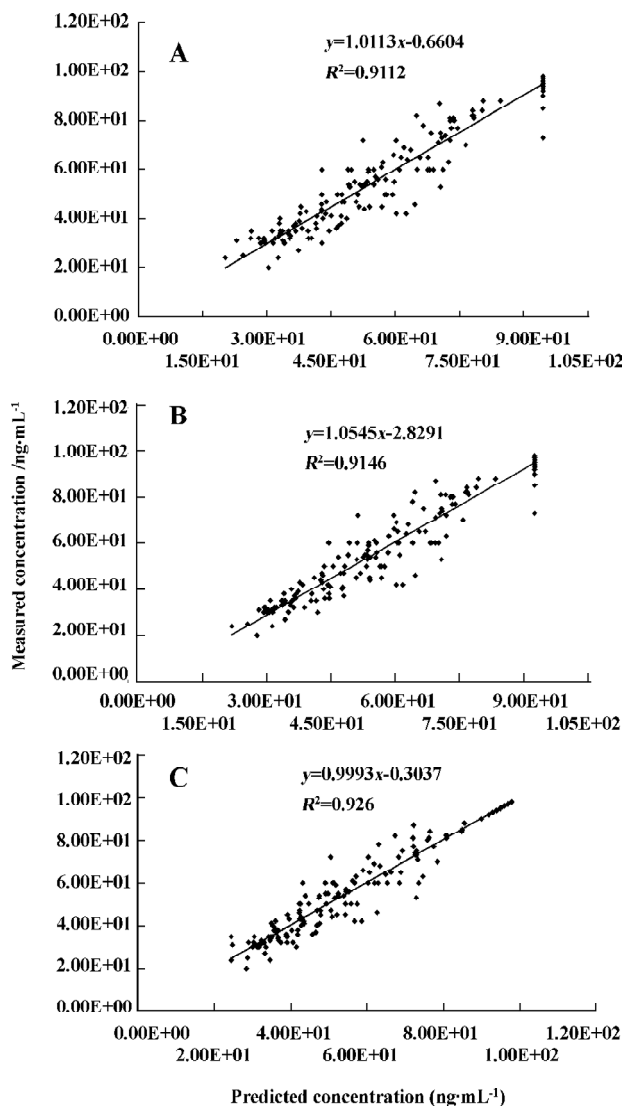 1.20E+02
A
y=1.0113x-0.6604
1.00E+02
R²=0.9112
8.00E+01
6.00E+01
4.00E+01
2.00E+01
0.00E+00
0.00E+00 3.00E+01 6.00E+01 9.00E+01
1.50E+01 4.50E+01 7.50E+01 1.05E+02
Measured concentration /ng·mL⁻¹
1.20E+02
B
y=1.0545x-2.8291
1.00E+02
R²=0.9146
8.00E+01
6.00E+01
4.00E+01
2.00E+01
0.00E+00
0.00E+00 3.00E+01 6.00E+01 9.00E+01
1.50E+01 4.50E+01 7.50E+01 1.05E+02
1.20E+02
C
y=0.9993x-0.3037
1.00E+02
R²=0.926
8.00E+01
6.00E+01
4.00E+01
2.00E+01
0.00E+00
0.00E+00 4.00E+01 8.00E+01 1.20E+02
2.00E+01 6.00E+01 1.00E+02
Predicted concentration (ng·mL⁻¹)